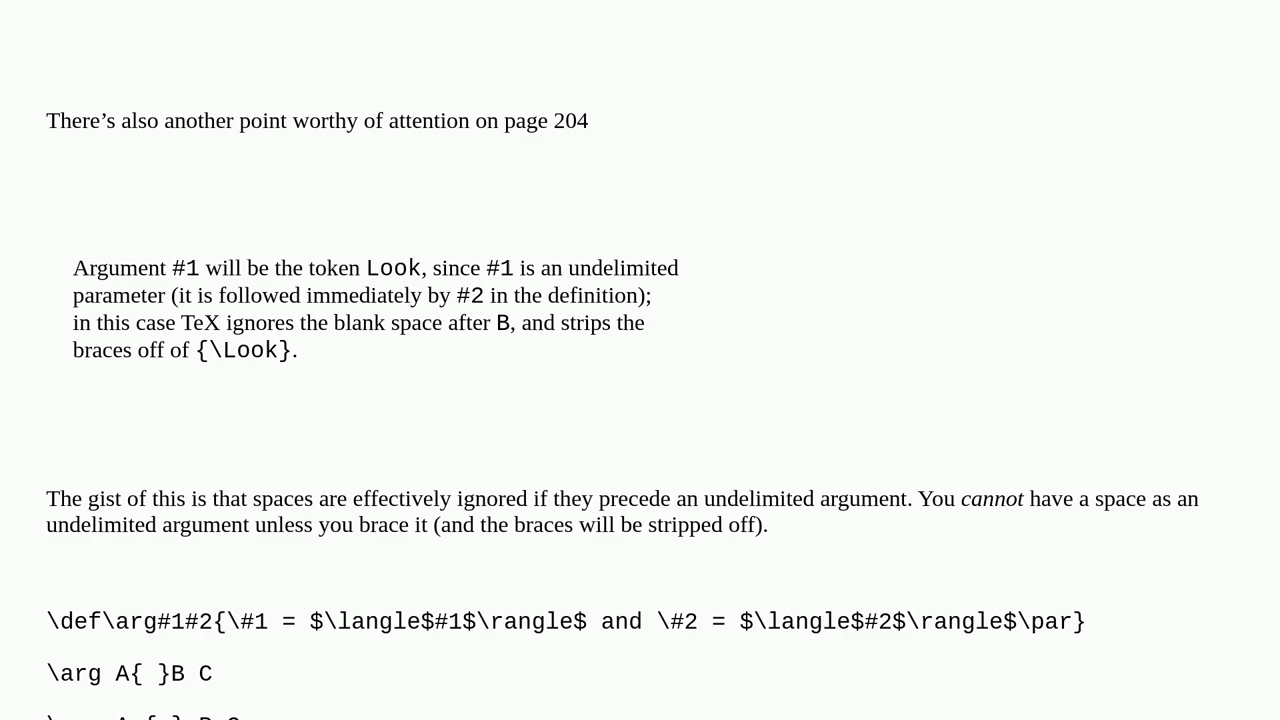 There’s also another point worthy of attention on page 204
Argument #1 will be the token Look, since #1 is an undelimited
parameter (it is followed immediately by #2 in the definition);
in this case TeX ignores the blank space after B, and strips the
braces off of {\Look}.
The gist of this is that spaces are effectively ignored if they precede an undelimited argument. You cannot have a space as an
undelimited argument unless you brace it (and the braces will be stripped off).
\def\arg#1#2{\#1 = $\langle$#1$\rangle$ and \#2 = $\langle$#2$\rangle$\par}
\arg A{ }B C